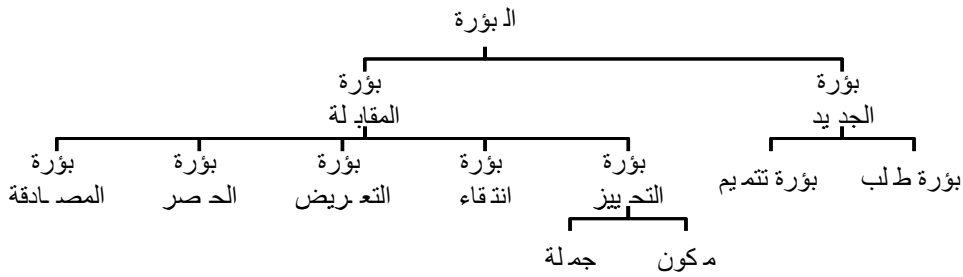 البؤرة
بؤرة
الجديد
بؤرة
المقابلة
بؤرة طلب
بؤرة تتميم
بؤرة
التحييز
بؤرة
انتقاء
بؤرة
التعريض
بؤرة
الحصر
بؤرة
المصادقة
مكون
جملة